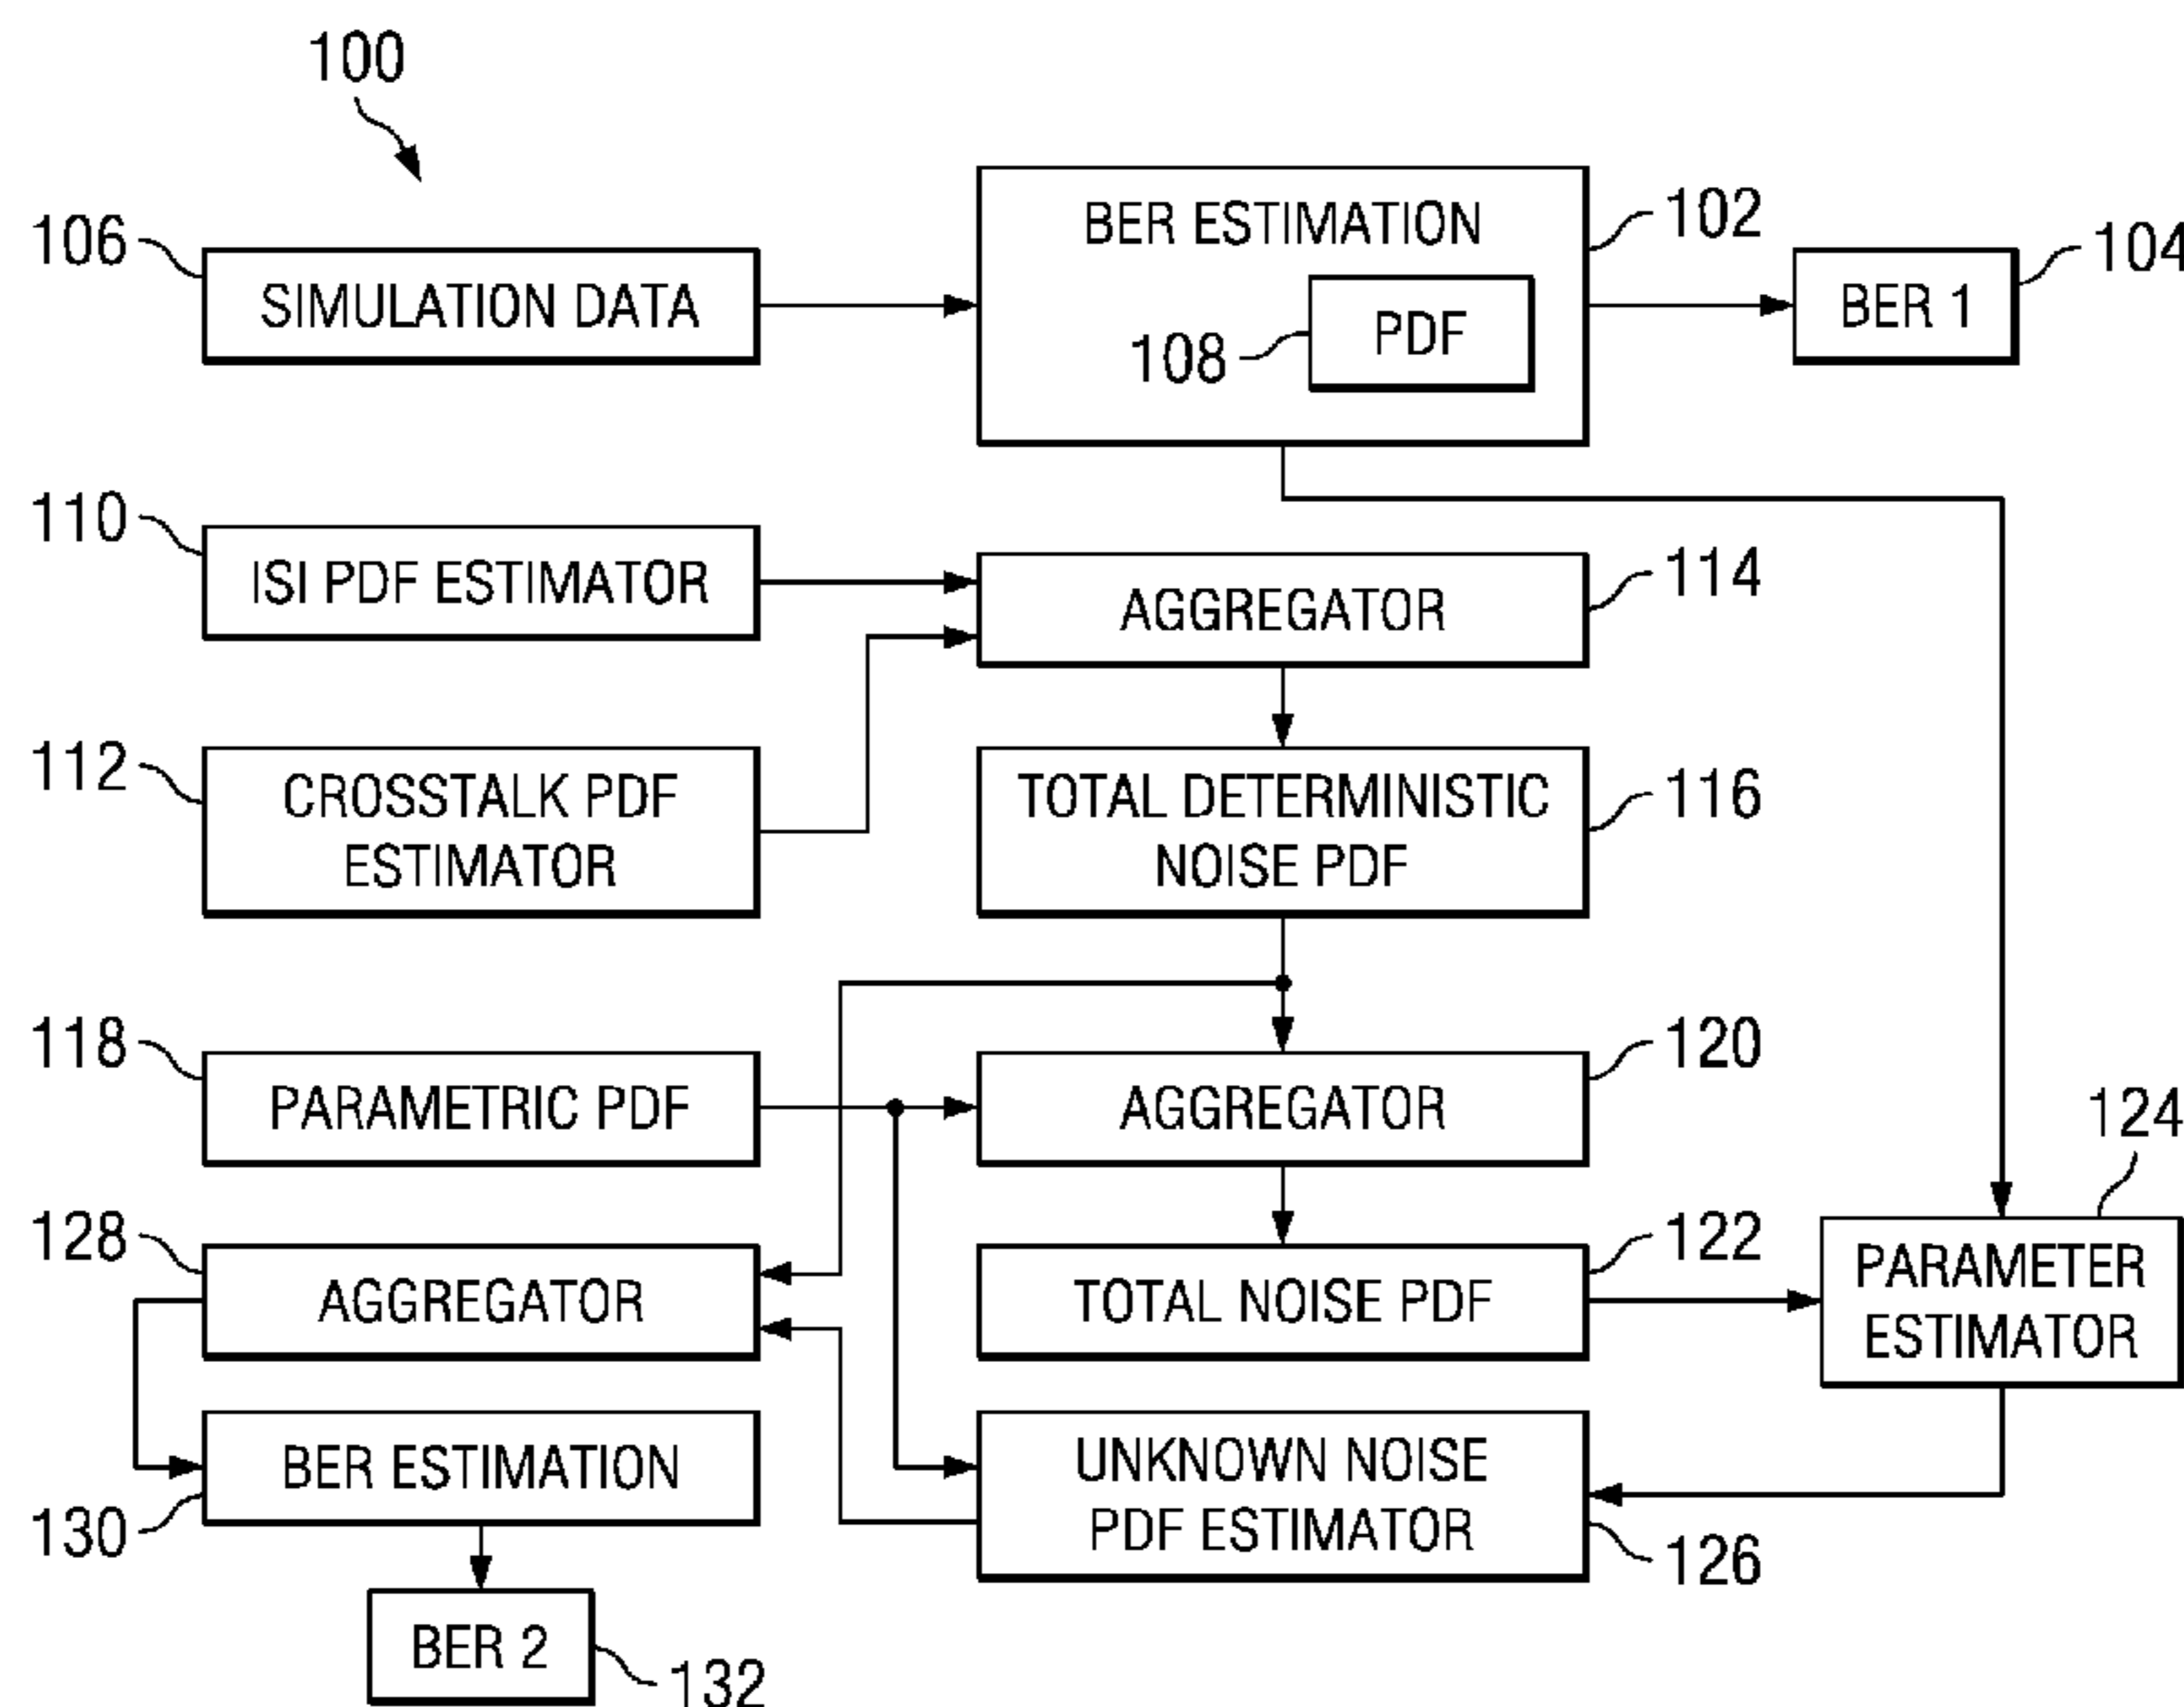 100
106
SIMULATION DATA
BER ESTIMATION
102
108
PDF
BER 1
104
110
ISI PDF ESTIMATOR
AGGREGATOR
114
112
CROSSTALK PDF
ESTIMATOR
TOTAL DETERMINISTIC
NOISE PDF
116
118
PARAMETRIC PDF
AGGREGATOR
120
124
PARAMETER
ESTIMATOR
128
AGGREGATOR
TOTAL NOISE PDF
122
BER ESTIMATION
130
UNKNOWN NOISE
PDF ESTIMATOR
126
BER 2
132